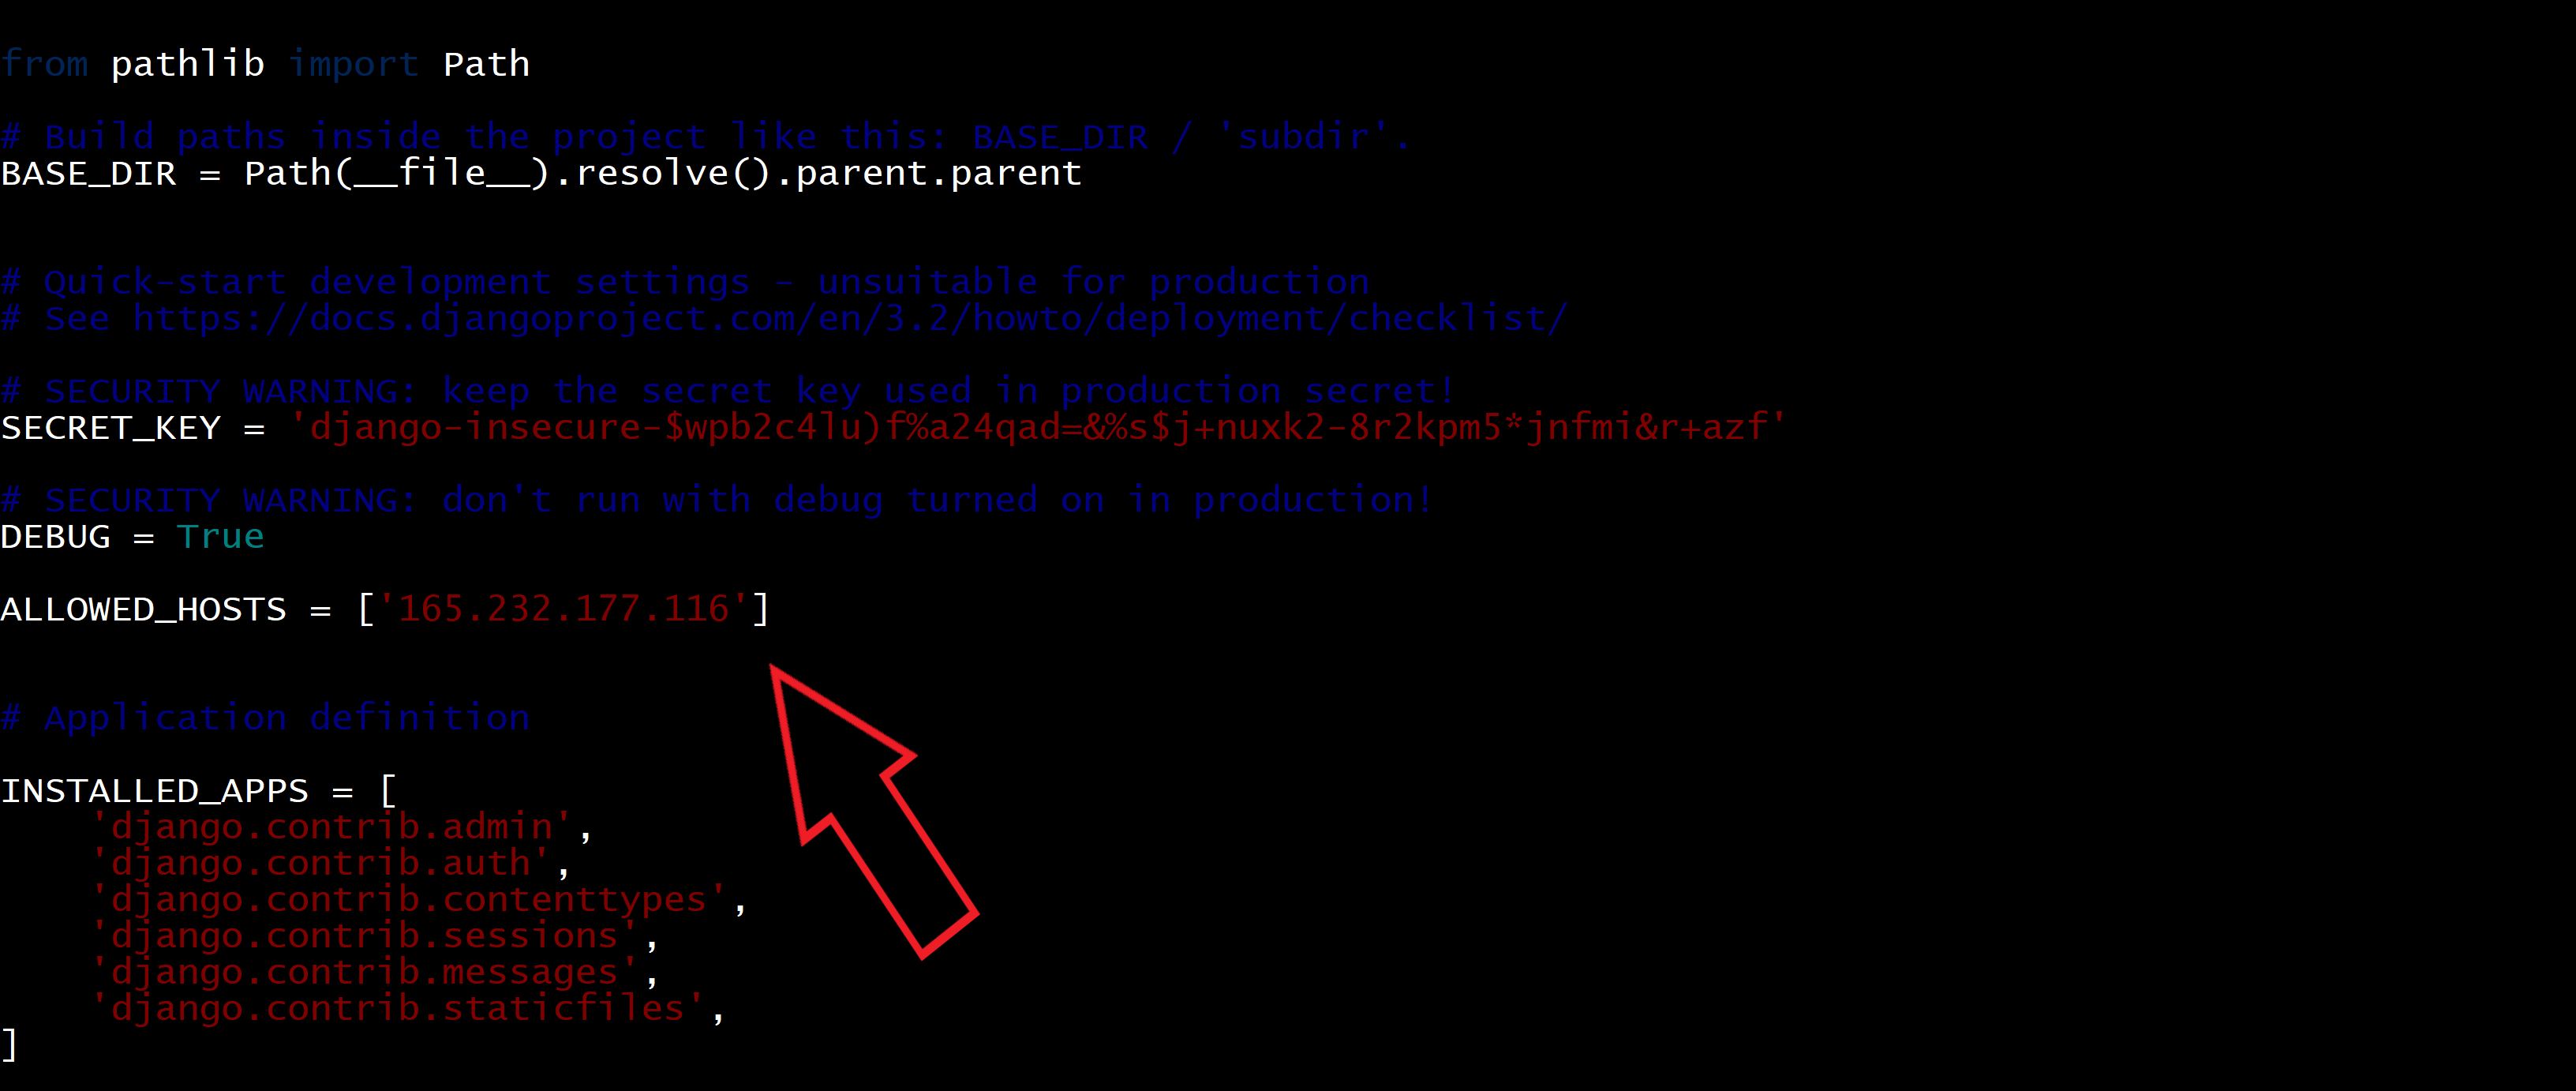 from pathlib import Path
# Build paths inside the project like this: BASE_DIR / 'subdir'.
BASE_DIR = Path(__file__).resolve().parent.parent
# Quick-start development settings - unsuitable for production
# See https://docs.djangoproject.com/en/3.2/howto/deployment/checklist/
# SECURITY WARNING: keep the secret key used in production secret!
SECRET_KEY = 'django-insecure-$wpb2c4lu)f%a24qad=&%s$j+nuxk2-8r2kpm5*jnfmi&r+azf'
# SECURITY WARNING: don't run with debug turned on in production!
DEBUG = True
ALLOWED_HOSTS = ['165.232.177.116']
# Application definition
INSTALLED_APPS = [
    'django.contrib.admin',
    'django.contrib.auth',
    'django.contrib.contenttypes',
    'django.contrib.sessions',
    'django.contrib.messages',
    'django.contrib.staticfiles',
]